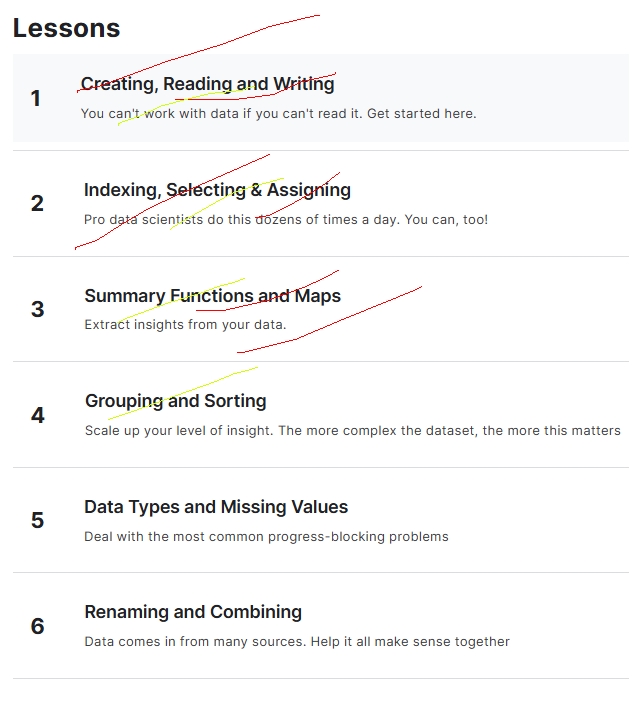 Lessons
1
Creating, Reading and Writing
You can't work with data if you can't read it. Get started here.
2
Indexing, Selecting & Assigning
Pro data scientists do this dozens of times a day. You can, too!
3
Summary Functions and Maps
Extract insights from your data.
4
Grouping and Sorting
Scale up your level of insight. The more complex the dataset, the more this matters
5
Data Types and Missing Values
Deal with the most common progress-blocking problems
6
Renaming and Combining
Data comes in from many sources. Help it all make sense together